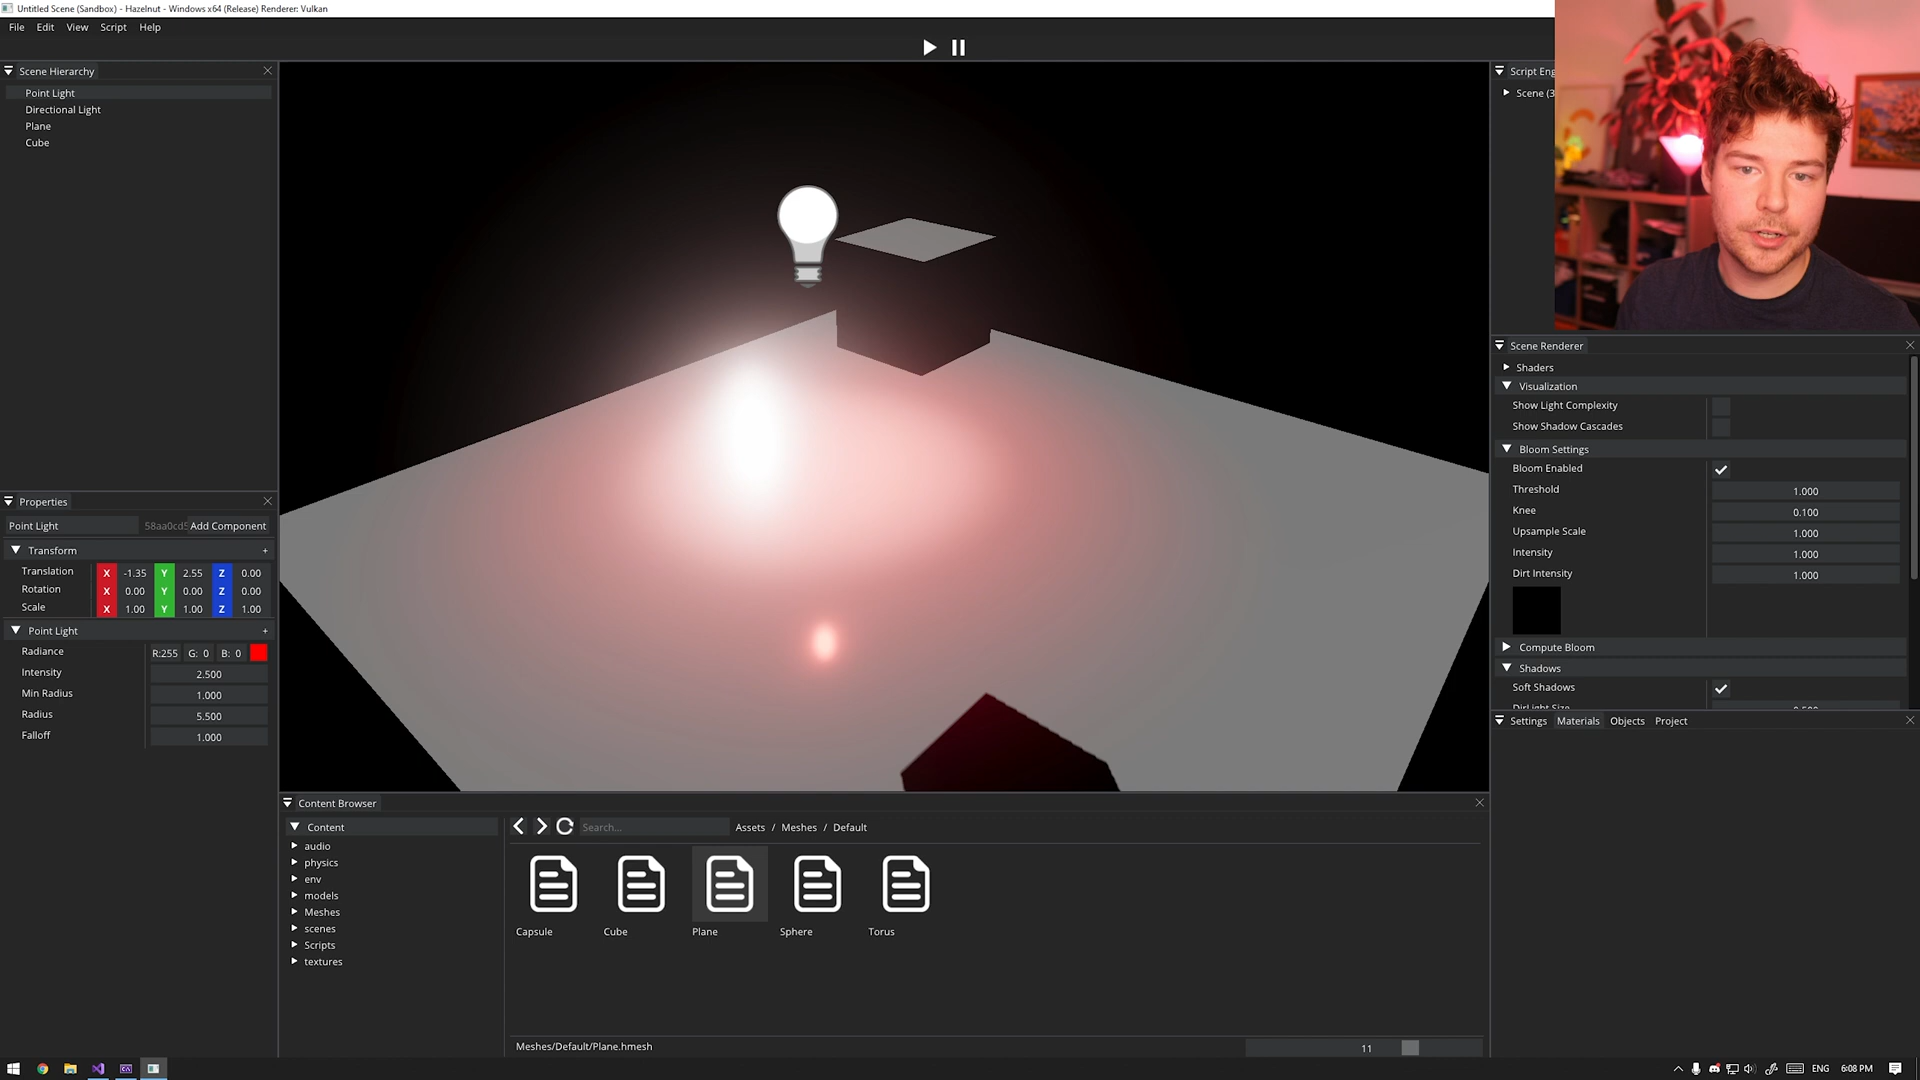 Untitled Scene (Sandbox) - Hazelnut - Windows x64 (Release) Renderer: Vulkan
File Edit View Script Help
Scene Hierarchy
Point Light
Directional Light
Plane
Cube
Properties
Point Light 58aa0cd5 Add Component
Transform +
Translation X -1.35 Y 2.55 Z 0.00
Rotation X 0.00 Y 0.00 Z 0.00
Scale X 1.00 Y 1.00 Z 1.00
Point Light +
Radiance R:255 G: 0 B: 0
Intensity 2.500
Min Radius 1.000
Radius 5.500
Falloff 1.000
Content Browser
Content
audio
physics
env
models
Meshes
scenes
Scripts
textures
Search... Assets / Meshes / Default
Capsule Cube Plane Sphere Torus
Meshes/Default/Plane.hmesh 11
Script Eng
Scene (3
Scene Renderer
Shaders
Visualization
Show Light Complexity
Show Shadow Cascades
Bloom Settings
Bloom Enabled
Threshold 1.000
Knee 0.100
Upsample Scale 1.000
Intensity 1.000
Dirt Intensity 1.000
Compute Bloom
Shadows
Soft Shadows
DirLight Size 0.500
Settings Materials Objects Project
ENG 6:08 PM